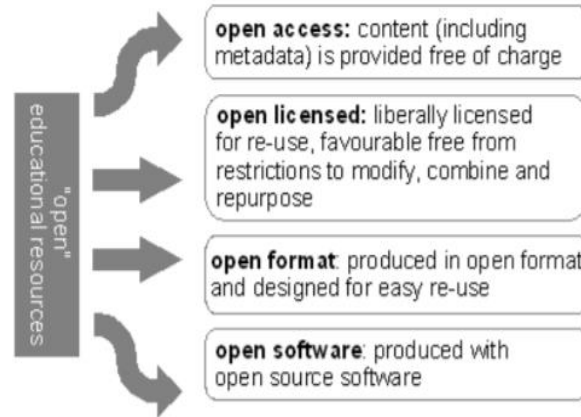 "open"
educational resources
open access: content (including
metadata) is provided free of charge
open licensed: liberally licensed
for re-use, favourable free from
restrictions to modify, combine and
repurpose
open format: produced in open format
and designed for easy re-use
open software: produced with
open source software